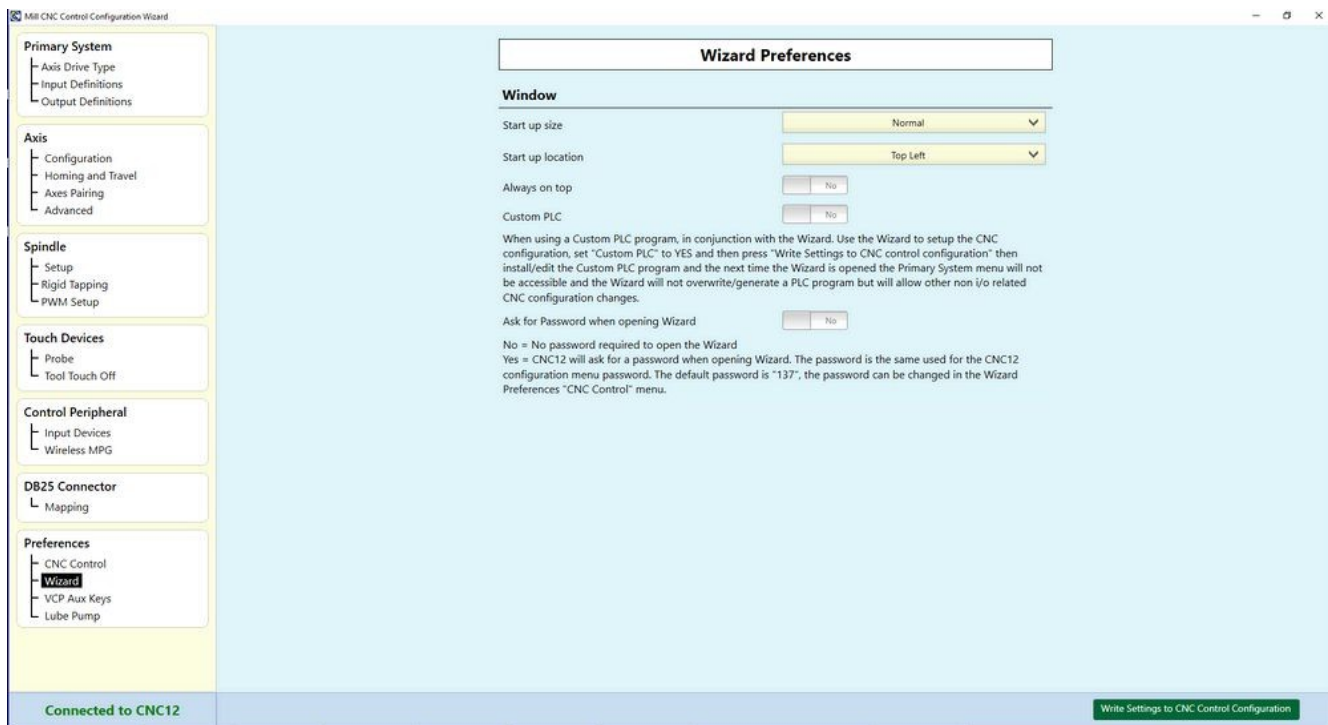 Mill CNC Control Configuration Wizard
Primary System
Axis Drive Type
Input Definitions
Output Definitions
Axis
Configuration
Homing and Travel
Axes Pairing
Advanced
Spindle
Setup
Rigid Tapping
PWM Setup
Touch Devices
Probe
Tool Touch Off
Control Peripheral
Input Devices
Wireless MPG
DB25 Connector
Mapping
Preferences
CNC Control
Wizard
VCP Aux Keys
Lube Pump
Connected to CNC12
Wizard Preferences
Window
Start up size Normal
Start up location Top Left
Always on top No
Custom PLC No
When using a Custom PLC program, in conjunction with the Wizard. Use the Wizard to setup the CNC
configuration, set "Custom PLC" to YES and then press "Write Settings to CNC control configuration" then
install/edit the Custom PLC program and the next time the Wizard is opened the Primary System menu will not
be accessible and the Wizard will not overwrite/generate a PLC program but will allow other non i/o related
CNC configuration changes.
Ask for Password when opening Wizard No
No = No password required to open the Wizard
Yes = CNC12 will ask for a password when opening Wizard. The password is the same used for the CNC12
configuration menu password. The default password is "137", the password can be changed in the Wizard
Preferences "CNC Control" menu.
Write Settings to CNC Control Configuration